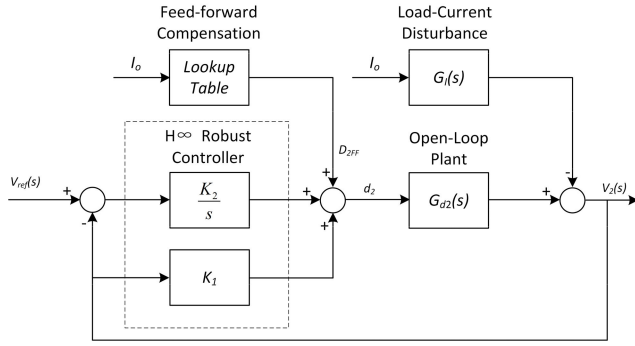 Feed-forward
Compensation
Load-Current
Disturbance
I_o
Lookup
Table
I_o
G_l(s)
D_2FF
H∞ Robust
Controller
Open-Loop
Plant
+
-
V_ref(s)
+
K_2
s
+
d_2
G_d2(s)
+
V_2(s)
-
+
K_1